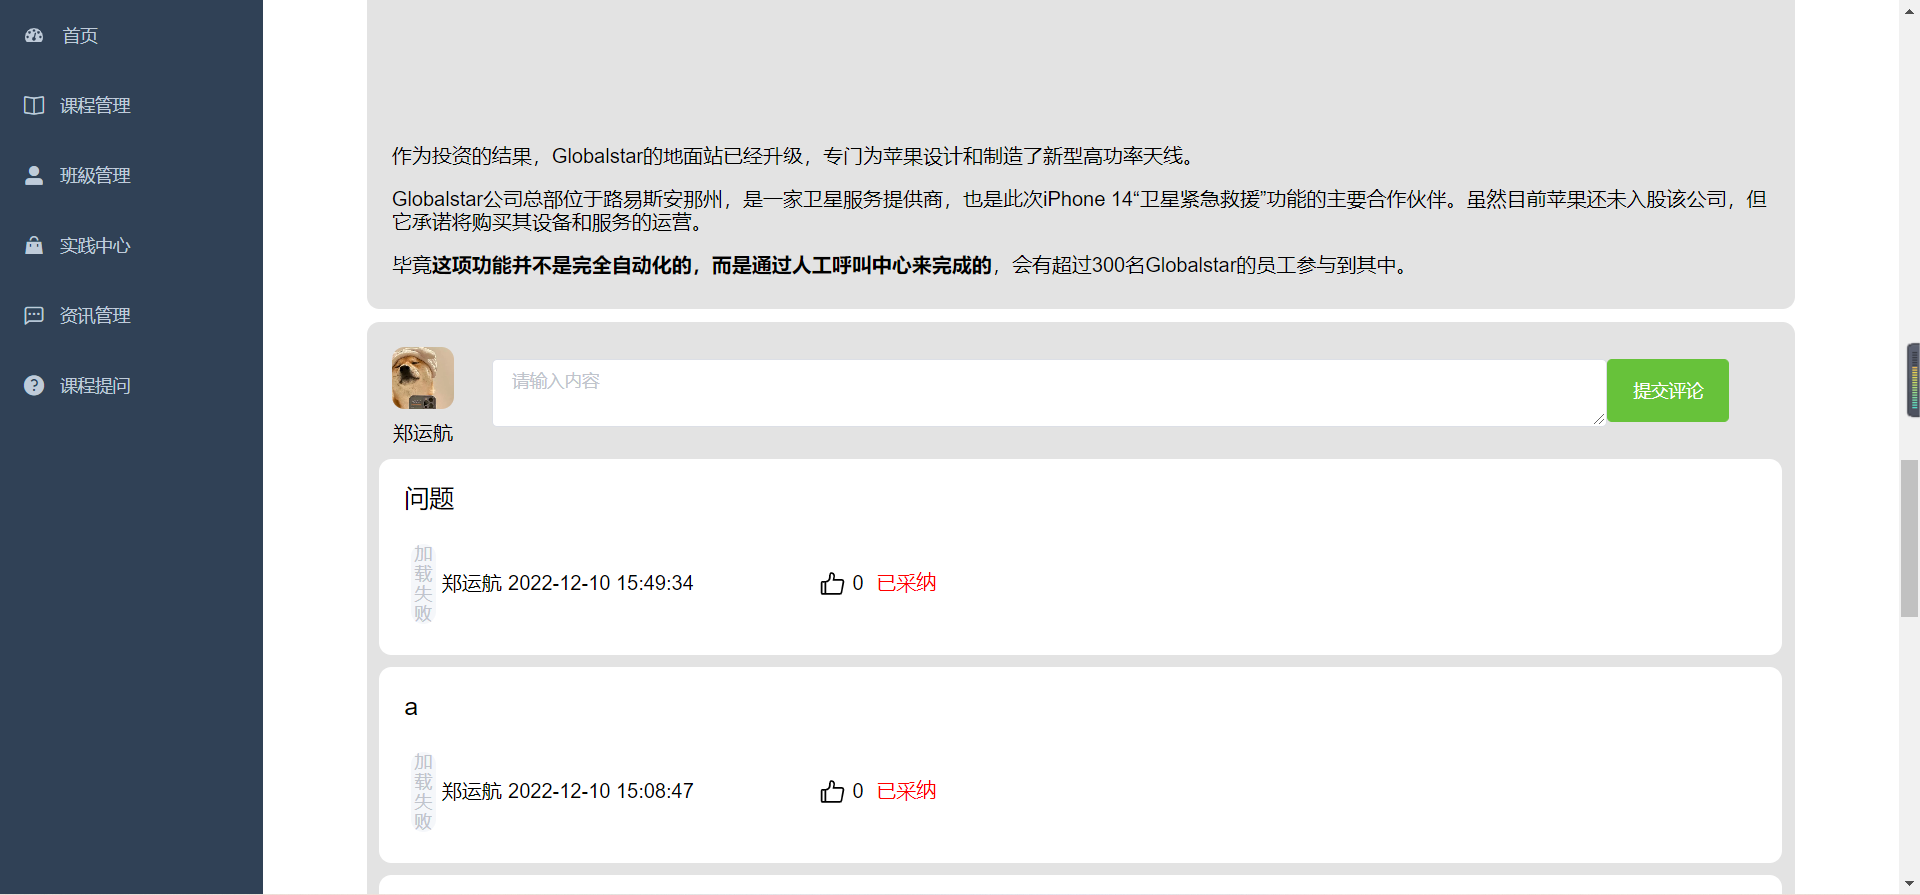 首页
课程管理
班級管理
实践中心
资讯管理
课程提问
作为投资的结果，Globalstar的地面站已经升级，专门为苹果设计和制造了新型高功率天线。
Globalstar公司总部位于路易斯安那州，是一家卫星服务提供商，也是此次iPhone 14“卫星紧急救援”功能的主要合作伙伴。虽然目前苹果还未入股该公司，但
它承诺将购买其设备和服务的运营。
毕竟这项功能并不是完全自动化的，而是通过人工呼叫中心来完成的，会有超过300名Globalstar的员工参与到其中。
请输入内容
提交评论
郑运航
问题
加载失败
郑运航 2022-12-10 15:49:34
0 已采纳
a
加载失败
郑运航 2022-12-10 15:08:47
0 已采纳